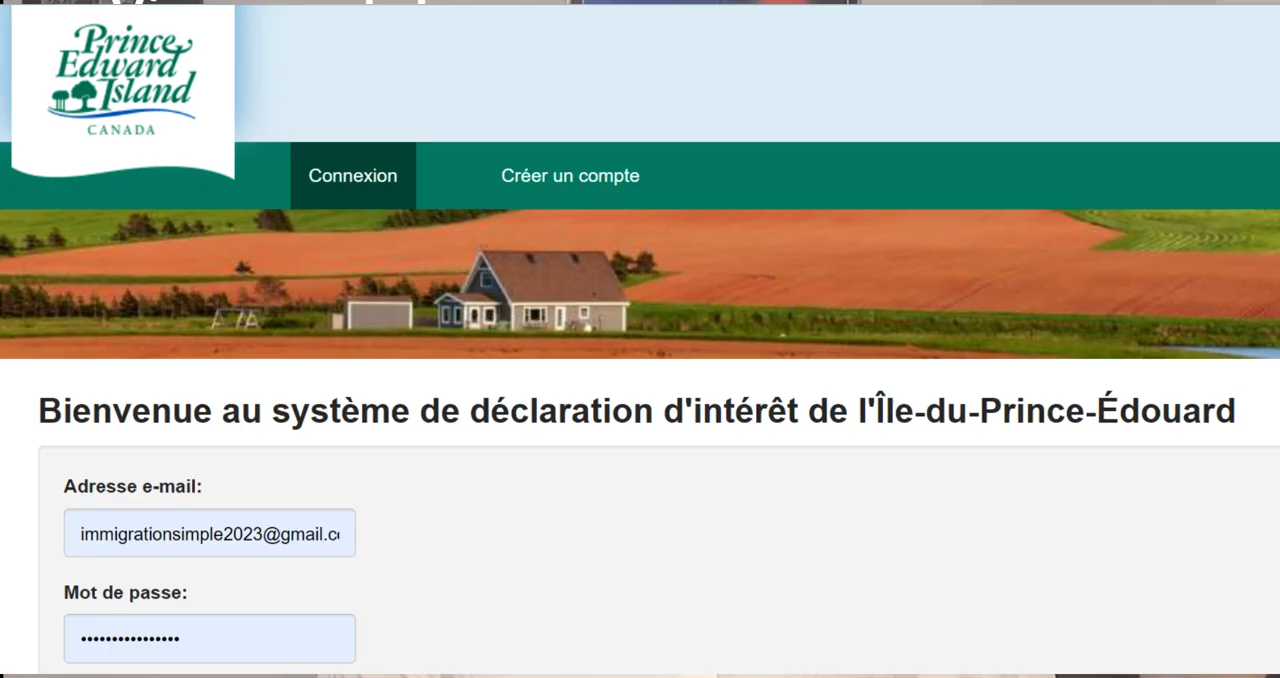 Prince
Edward
Island
CANADA
Connexion
Créer un compte
Bienvenue au système de déclaration d'intérêt de l'Île-du-Prince-Édouard
Adresse e-mail:
immigrationsimple2023@gmail.c
Mot de passe:
••••••••••••••••